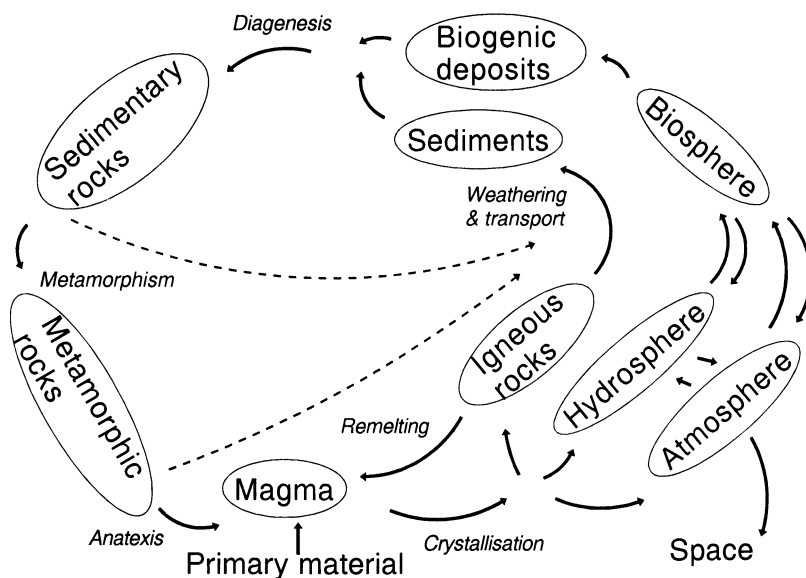 Diagenesis
Biogenic
deposits
Sedimentary
rocks
Sediments
Biosphere
Weathering
& transport
Metamorphism
Metamorphic
rocks
Igneous
rocks
Hydrosphere
Atmosphere
Remelting
Magma
Anatexis
Primary material
Crystallisation
Space